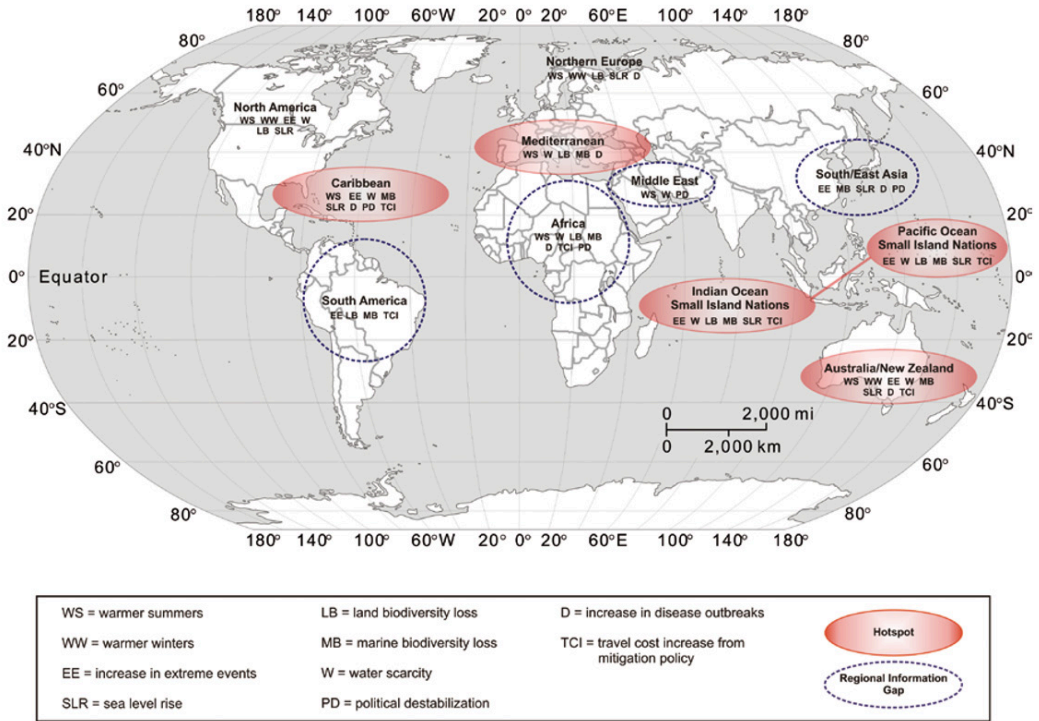 180° 140° 100° 60°W 20° 0° 20° 60°E 100° 140° 180°
80° 80°
Northern Europe
WS WW LB SLR D
60° 60°
North America
WS WW EE W
LB SLR
40°N 40°N
Mediterranean
WS W LB MB D
South/East Asia
EE MB SLR D PD
Middle East
WS W PD
Caribbean
WS EE W MB
SLR D PD TCI
20° 20°
Africa
WS W LB MB
D TCI PD
Pacific Ocean
Small Island Nations
EE W LB MB SLR TCI
0° Equator 0°
Indian Ocean
Small Island Nations
EE W LB MB SLR TCI
South America
EE LB MB TCI
20° 20°
Australia/New Zealand
WS WW EE W MB
SLR D TCI
40°S 40°S
0 2,000 mi
0 2,000 km
60° 60°
80° 80°
180° 140° 100° 60°W 20° 0° 20° 60°E 100° 140° 180°
WS = warmer summers
WW = warmer winters
EE = increase in extreme events
SLR = sea level rise
LB = land biodiversity loss
MB = marine biodiversity loss
W = water scarcity
PD = political destabilization
D = increase in disease outbreaks
TCI = travel cost increase from
mitigation policy
Hotspot
Regional Information
Gap